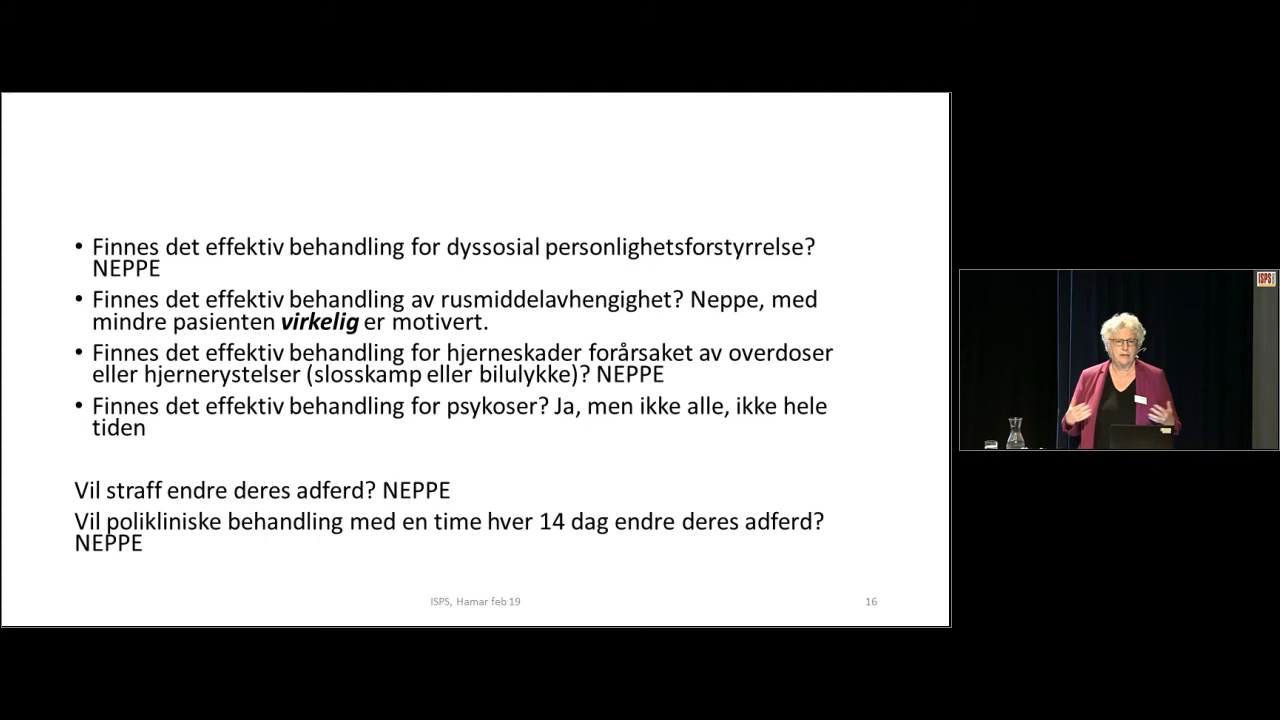 • Finnes det effektiv behandling for dyssosial personlighetsforstyrrelse?
NEPPE
• Finnes det effektiv behandling av rusmiddelavhengighet? Neppe, med
mindre pasienten virkelig er motivert.
• Finnes det effektiv behandling for hjerneskader forårsaket av overdoser
eller hjernerystelser (slosskamp eller bilulykke)? NEPPE
• Finnes det effektiv behandling for psykoser? Ja, men ikke alle, ikke hele
tiden
Vil straff endre deres adferd? NEPPE
Vil polikliniske behandling med en time hver 14 dag endre deres adferd?
NEPPE
ISPS, Hamar feb 19
16
ISPS